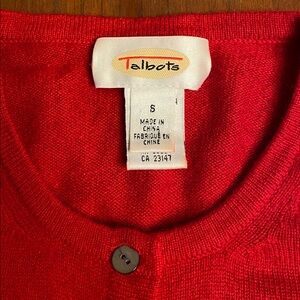 Talbots
S
MADE IN
CHINA
FABRIQUÉ EN
CHINE
CA 23147